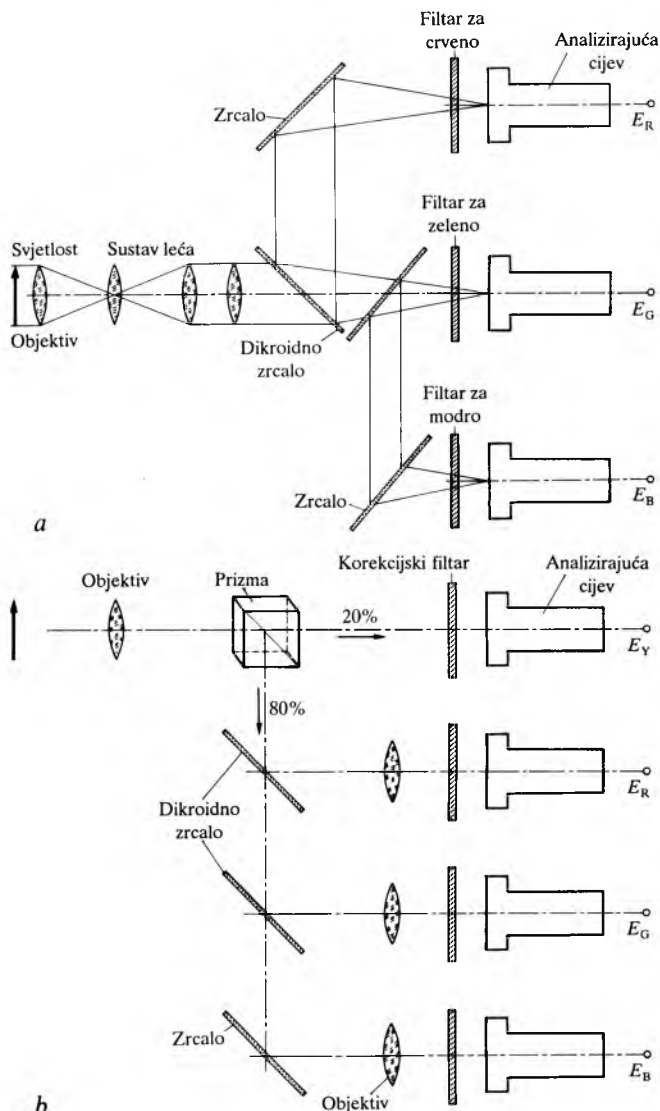 Filtar za
crveno
Analizirajuća
cijev
Zrcalo
E_R
Filtar za
zeleno
Svjetlost
Sustav leća
Objektiv
Dikroidno
zrcalo
E_G
Filtar za
modro
Zrcalo
E_B
a
Objektiv
Prizma
Korekcijski filtar
Analizirajuća
cijev
20%
E_Y
80%
Dikroidno
zrcalo
E_R
E_G
Zrcalo
E_B
Objektiv
b